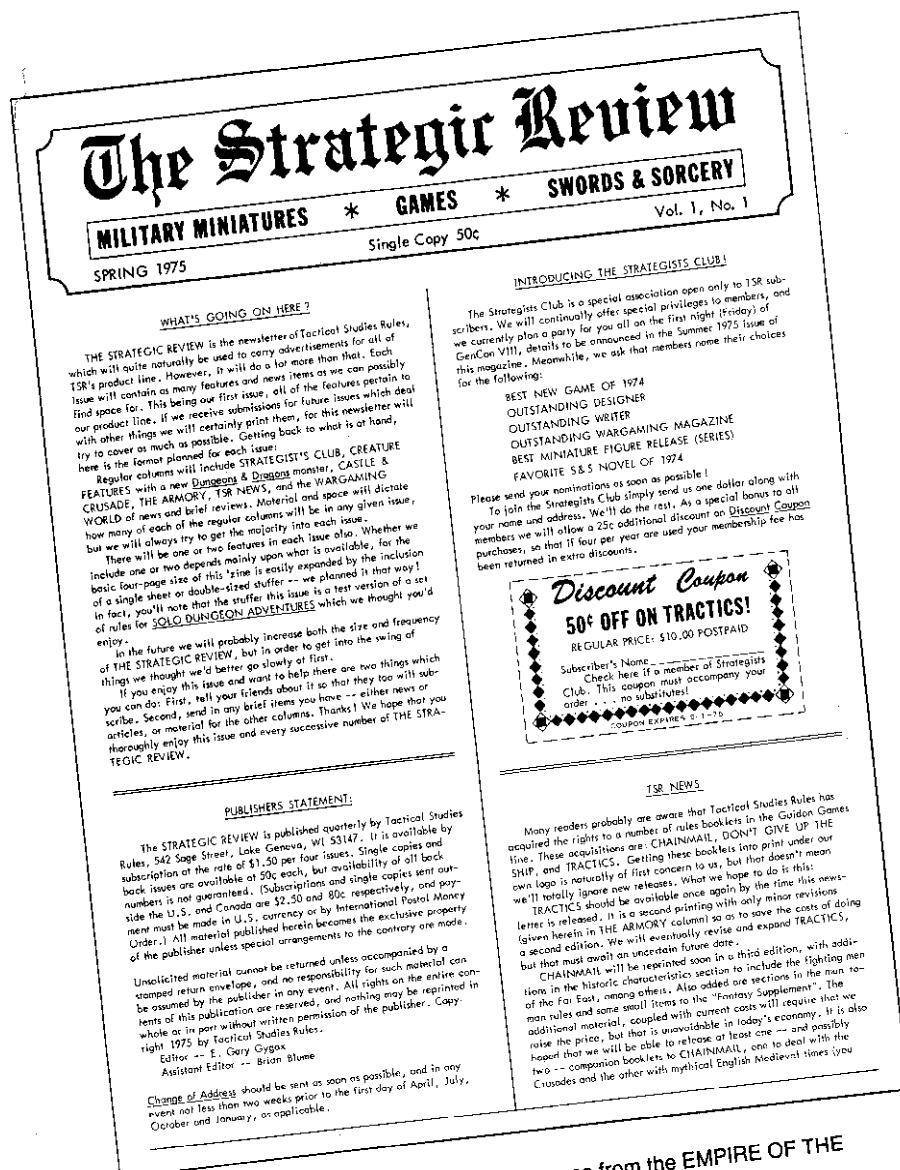 The Strategic Review
MILITARY MINIATURES * GAMES * SWORDS & SORCERY
SPRING 1975
Single Copy 50¢
Vol. 1, No. 1
WHAT'S GOING ON HERE?
THE STRATEGIC REVIEW is the newsletter of Tactical Studies Rules,
which will quite naturally be used to carry advertisements for all of
TSR's product line. However, it will do a lot more than that. Each
issue will contain as many features and news items as we can possibly
find space for. This being our first issue, all of the features pertain to
our product line. If we receive submissions for future issues which deal
with other things we will certainly print them, for this newsletter will
try to cover as much as possible. Getting back to what is at hand,
here is the format planned for each issue:
Regular columns will include STRATEGIST'S CLUB, CREATURE
FEATURES with a new Dungeons & Dragons monster, CASTLE &
CRUSADE, THE ARMORY, TSR NEWS, and the WARGAMING
WORLD of news and brief reviews. Material and space will dictate
how many of each of the regular columns will be in any given issue,
but we will always try to get the majority into each issue.
There will be one or two features in each issue also. Whether we
include one or two depends mainly upon what is available, for the
basic four-page size of this 'zine is easily expanded by the inclusion
of a single sheet or double-sized stuffer -- we planned it that way!
In fact, you'll note that the stuffer this issue is a test version of a set
of rules for SOLO DUNGEON ADVENTURES which we thought you'd
enjoy.
In the future we will probably increase both the size and frequency
of THE STRATEGIC REVIEW, but in order to get into the swing of
things we thought we'd better go slowly at first.
If you enjoy this issue and want to help there are two things which
you can do: First, tell your friends about it so that they too will sub-
scribe. Second, send in any brief items you have -- either news or
articles, or material for the other columns. Thanks! We hope that you
thoroughly enjoy this issue and every successive number of THE STRA-
TEGIC REVIEW.
PUBLISHERS STATEMENT:
The STRATEGIC REVIEW is published quarterly by Tactical Studies
Rules, 542 Sage Street, Lake Geneva, WI 53147. It is available by
subscription at the rate of $1.50 per four issues. Single copies and
back issues are available at 50¢ each, but availability of all back
numbers is not guaranteed. (Subscriptions and single copies sent out-
side the U.S. and Canada are $2.50 and 80¢ respectively, and pay-
ment must be made in U.S. currency or by International Postal Money
Order.) All material published herein becomes the exclusive property
of the publisher unless special arrangements to the contrary are made.
Unsolicited material cannot be returned unless accompanied by a
stamped return envelope, and no responsibility for such material can
be assumed by the publisher in any event. All rights on the entire con-
tents of this publication are reserved, and nothing may be reprinted in
whole or in part without written permission of the publisher. Copy-
right 1975 by Tactical Studies Rules.
Editor -- E. Gary Gygax
Assistant Editor -- Brian Blume
Change of Address should be sent as soon as possible, and in any
event not less than two weeks prior to the first day of April, July,
October and January, as applicable.
INTRODUCING THE STRATEGISTS CLUB!
The Strategists Club is a special association open only to TSR sub-
scribers. We will continually offer special privileges to members, and
we currently plan a party for you all on the first night (Friday) of
GenCon VIII, details to be announced in the Summer 1975 issue of
this magazine. Meanwhile, we ask that members name their choices
for the following:
BEST NEW GAME OF 1974
OUTSTANDING DESIGNER
OUTSTANDING WRITER
OUTSTANDING WARGAMING MAGAZINE
BEST MINIATURE FIGURE RELEASE (SERIES)
FAVORITE S&S NOVEL OF 1974
Please send your nominations as soon as possible!
To join the Strategists Club simply send us one dollar along with
your name and address. We'll do the rest. As a special bonus to all
members we will allow a 25¢ additional discount on Discount Coupon
purchases, so that if four per year are used your membership fee has
been returned in extra discounts.
Discount Coupon
50¢ OFF ON TRACTICS!
REGULAR PRICE: $10.00 POSTPAID
Subscriber's Name
Check here if a member of Strategists
Club. This coupon must accompany your
order . . . no substitutes!
COUPON EXPIRES
TSR NEWS
Many readers probably are aware that Tactical Studies Rules has
acquired the rights to a number of rules booklets in the Guidon Games
line. These acquisitions are: CHAINMAIL, DON'T GIVE UP THE
SHIP, and TRACTICS. Getting these booklets into print under our
own logo is naturally of first concern to us, but that doesn't mean
we'll totally ignore new releases. What we hope to do is this:
TRACTICS should be available once again by the time this news-
letter is released. It is a second printing with only minor revisions
(given herein in THE ARMORY column) so as to save the costs of doing
a second edition. We will eventually revise and expand TRACTICS,
but that must await an uncertain future date.
CHAINMAIL will be reprinted soon in a third edition, with addi-
tions in the historic characteristics section to include the fighting men
of the Far East, among others. Also added are sections in the man to-
man rules and some small items to the "Fantasy Supplement". The
additional material, coupled with current costs will require that we
raise the price, but that is unavoidable in today's economy. It is also
hoped that we will be able to release at least one -- and possibly
two -- companion booklets to CHAINMAIL, one to deal with the
Crusades and the other with mythical English Medieval times (you
from the EMPIRE OF THE